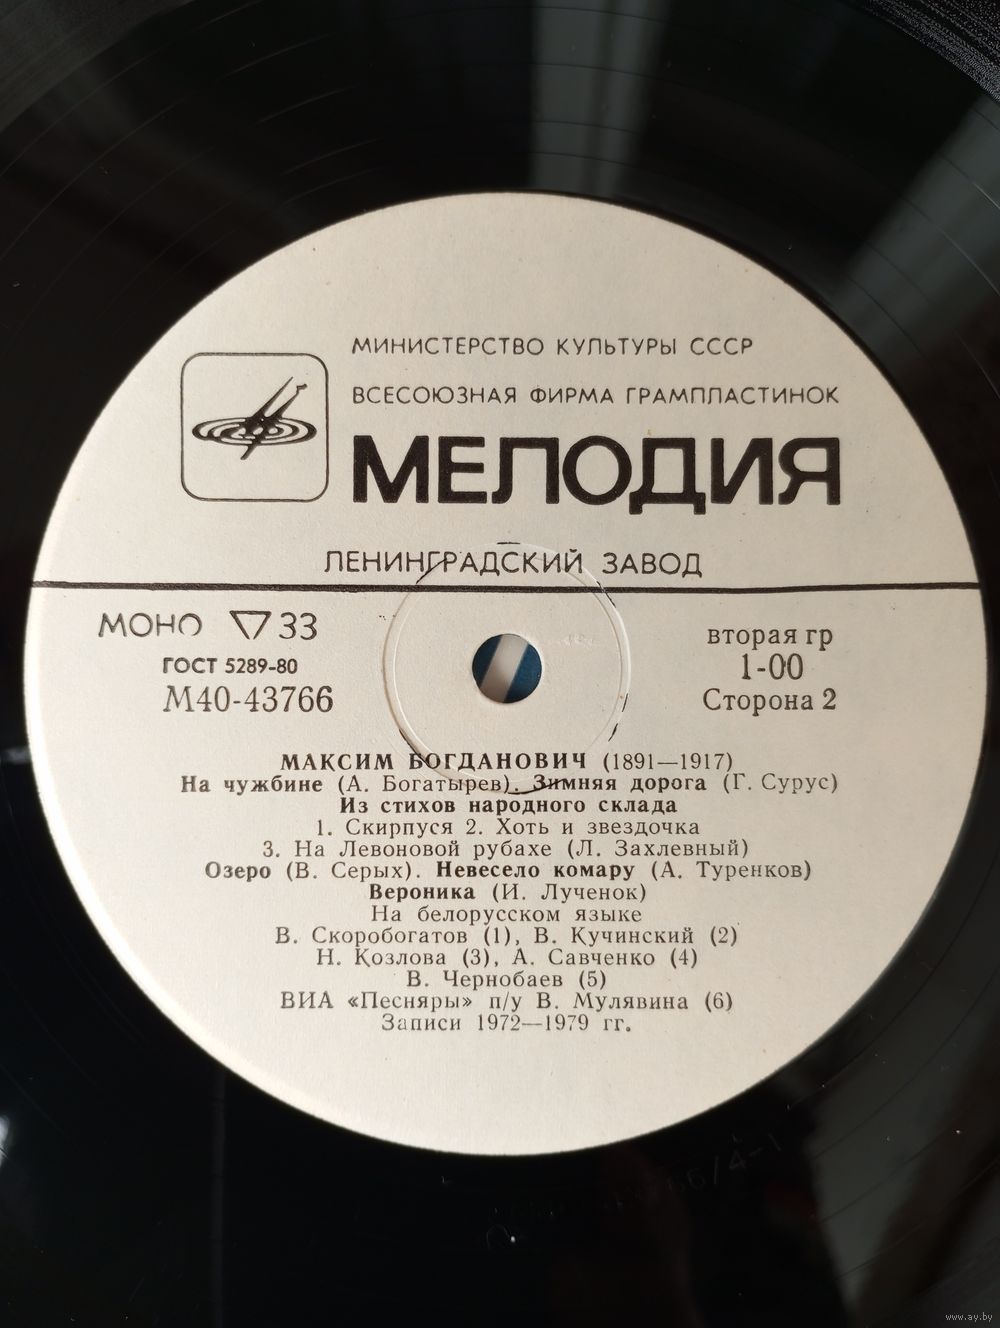 МИНИСТЕРСТВО КУЛЬТУРЫ СССР
ВСЕСОЮЗНАЯ ФИРМА ГРАМПЛАСТИНОК
МЕЛОДИЯ
ЛЕНИНГРАДСКИЙ ЗАВОД
МОНО 33
ГОСТ 5289-80
М40-43766
вторая гр
1-00
Сторона 2
МАКСИМ БОГДАНОВИЧ (1891—1917)
На чужбине (А. Богатырев). Зимняя дорога (Г. Сурус)
Из стихов народного склада
1. Скирпуся 2. Хоть и звездочка
3. На Левоновой рубахе (Л. Захлевный)
Озеро (В. Серых). Невесело комару (А. Туренков)
Вероника (И. Лученок)
На белорусском языке
В. Скоробогатов (1), В. Кучинский (2)
Н. Козлова (3), А. Савченко (4)
В. Чернобаев (5)
ВИА «Песняры» п/у В. Мулявина (6)
Записи 1972—1979 гг.
www.ay.by